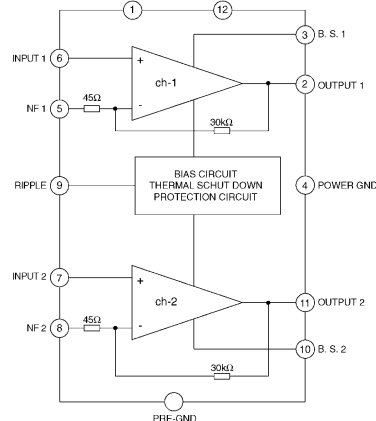 1
12
3
B. S. 1
INPUT 1
6
+
ch-1
2
OUTPUT 1
45Ω
NF 1
5
-
30kΩ
BIAS CIRCUIT
THERMAL SCHUT DOWN
PROTECTION CIRCUIT
RIPPLE
9
4
POWER GND
INPUT 2
7
+
ch-2
11
OUTPUT 2
45Ω
NF 2
8
-
10
B. S. 2
30kΩ
PRE-GND